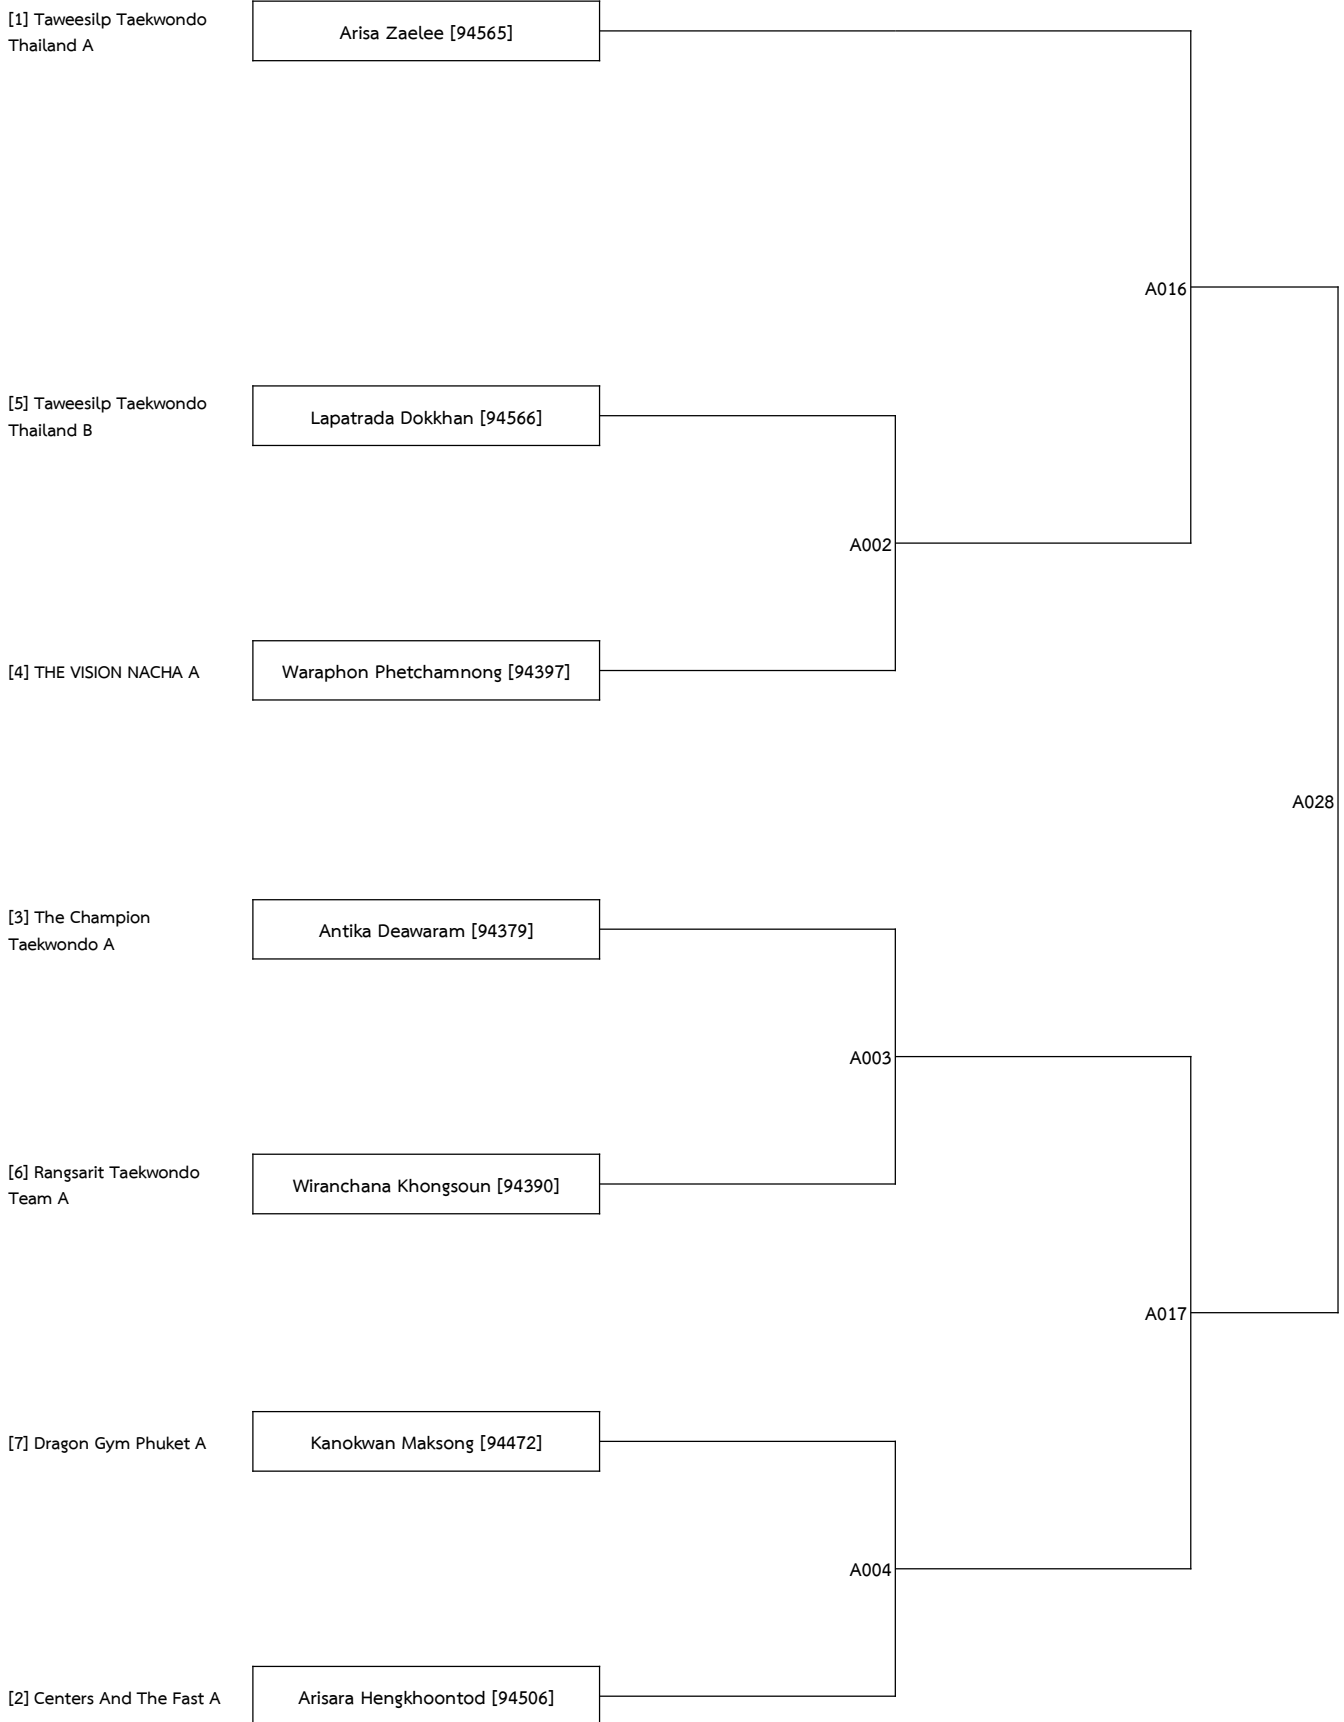 [1] Taweesilp Taekwondo
Thailand A
Arisa Zaelee [94565]
A016
[5] Taweesilp Taekwondo
Thailand B
Lapatrada Dokkhan [94566]
A002
[4] THE VISION NACHA A
Waraphon Phetchamnong [94397]
A028
[3] The Champion
Taekwondo A
Antika Deawaram [94379]
A003
[6] Rangsarit Taekwondo
Team A
Wiranchana Khongsoun [94390]
A017
[7] Dragon Gym Phuket A
Kanokwan Maksong [94472]
A004
[2] Centers And The Fast A
Arisara Hengkhoontod [94506]